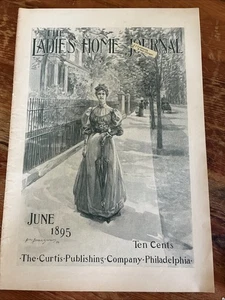 THE
LADIES HOME JOURNAL
JUNE
1895
Ten Cents
The·Curtis·Publishing·Company·Philadelphia